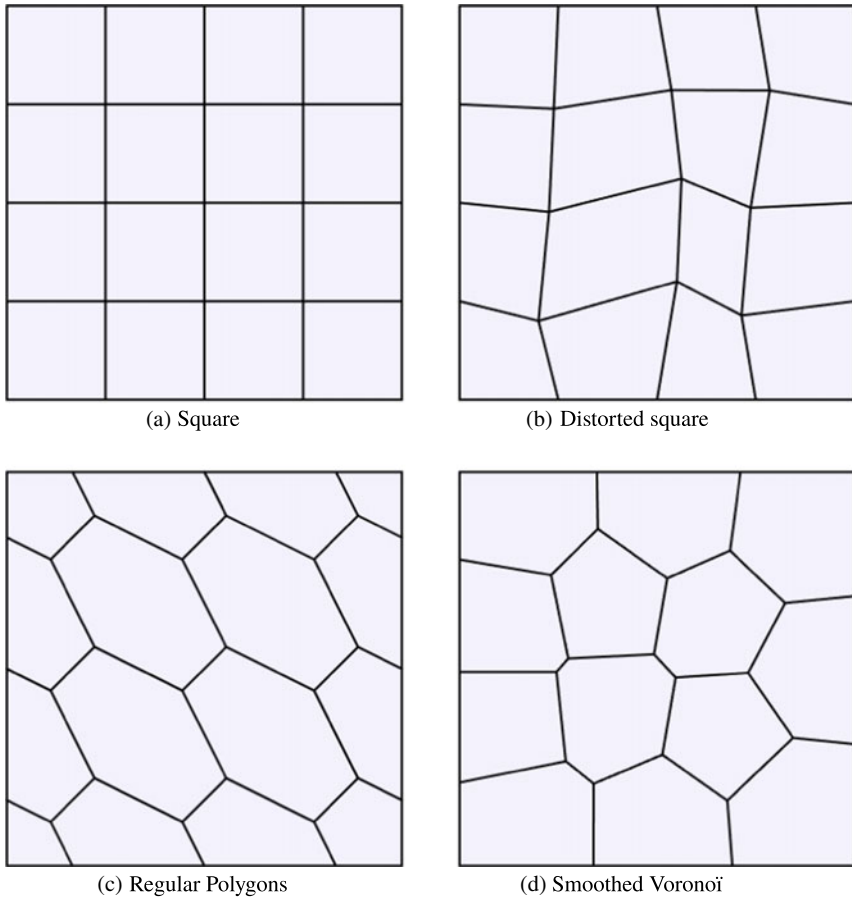 (a) Square
(b) Distorted square
(c) Regular Polygons
(d) Smoothed Voronoï